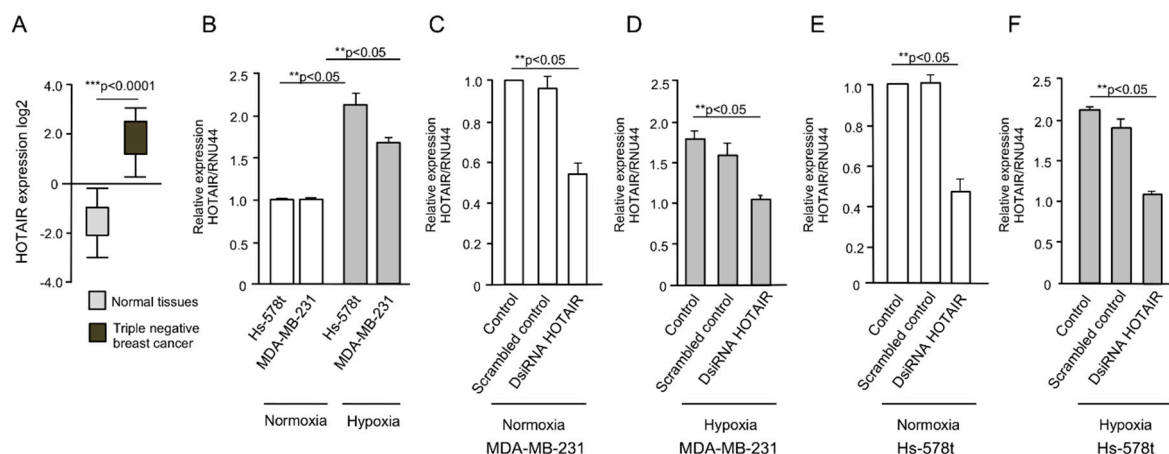 A
HOTAIR expression log2
4.0
2.0
0
-2.0
-4.0
***p<0.0001
Normal tissues
Triple negative
breast cancer
B
Relative expression
HOTAIR/RNU44
2.5
2.0
1.5
1.0
0.5
0
**p<0.05
**p<0.05
Hs-578t
MDA-MB-231
Hs-578t
MDA-MB-231
Normoxia
Hypoxia
C
Relative expression
HOTAIR/RNU44
1.0
0.8
0.6
0.4
0.2
0
**p<0.05
Control
Scrambled control
DsiRNA HOTAIR
Normoxia
MDA-MB-231
D
Relative expression
HOTAIR/RNU44
2.5
2.0
1.5
1.0
0.5
0
**p<0.05
Control
Scrambled control
DsiRNA HOTAIR
Hypoxia
MDA-MB-231
E
Relative expression
HOTAIR/RNU44
1.0
0.8
0.6
0.4
0.2
0
**p<0.05
Control
Scrambled control
DsiRNA HOTAIR
Normoxia
Hs-578t
F
Relative expression
HOTAIR/RNU44
2.5
2.0
1.5
1.0
0.5
0
**p<0.05
Control
Scrambled control
DsiRNA HOTAIR
Hypoxia
Hs-578t